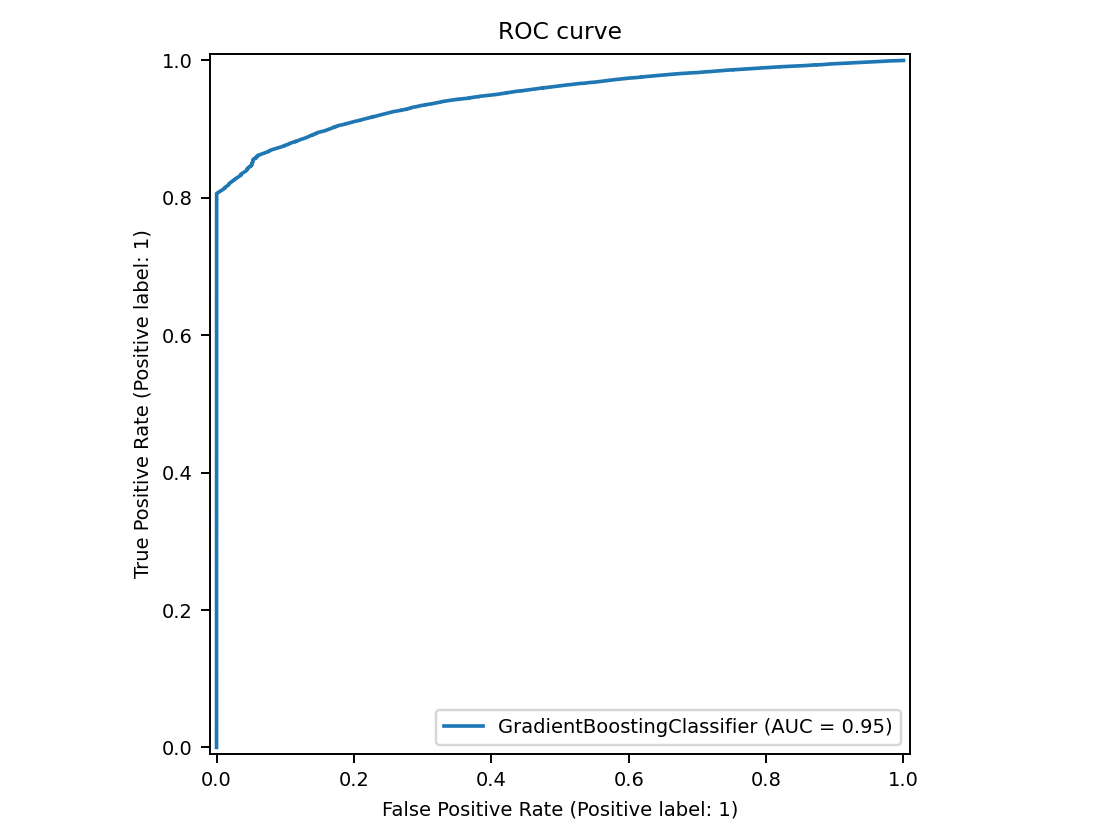 ROC curve
True Positive Rate (Positive label: 1)
1.0
0.8
0.6
0.4
0.2
0.0
GradientBoostingClassifier (AUC = 0.95)
0.0 0.2 0.4 0.6 0.8 1.0
False Positive Rate (Positive label: 1)